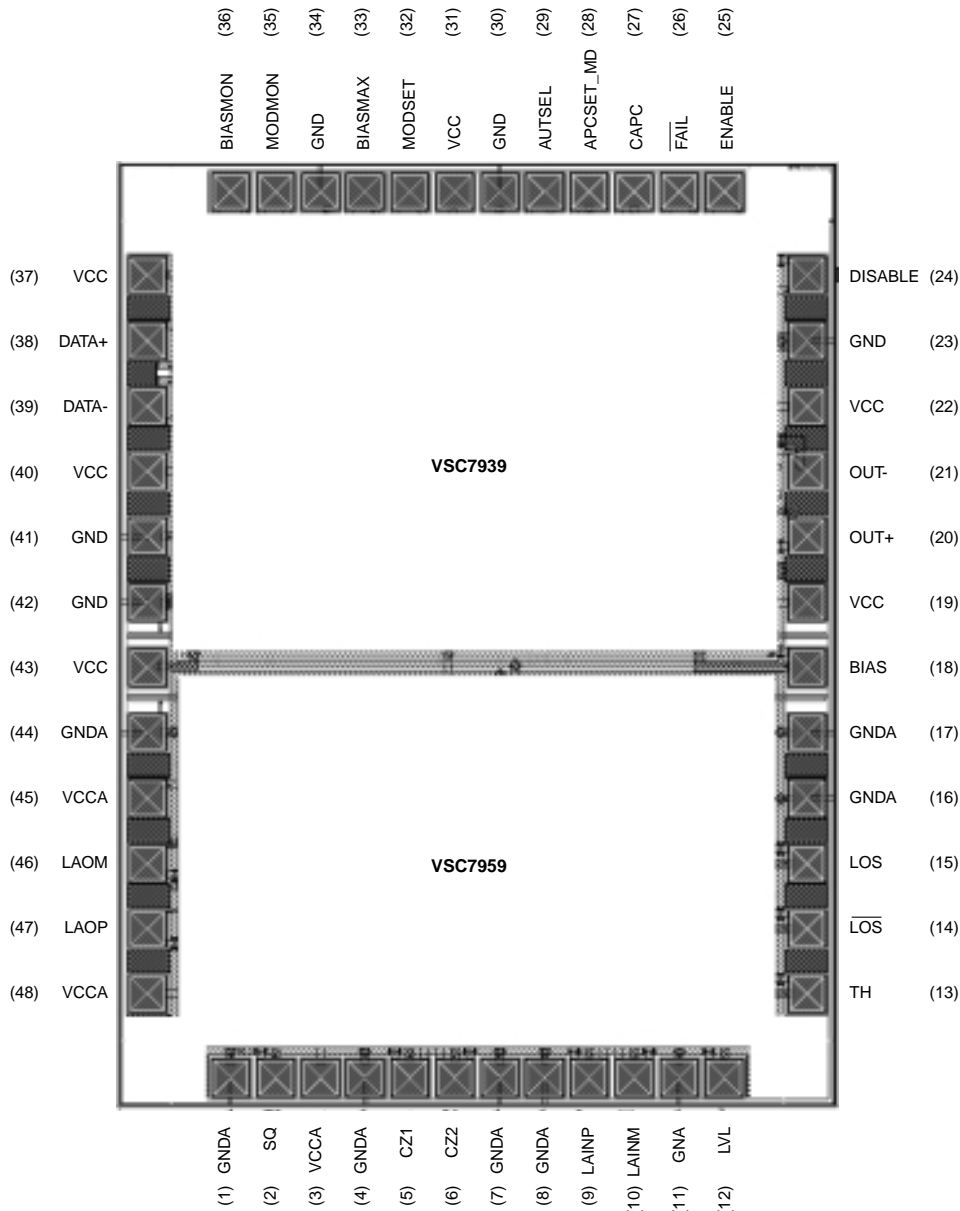 (36) (35) (34) (33) (32) (31) (30) (29) (28) (27) (26) (25)
BIASMON MODMON GND BIASMAX MODSET VCC GND AUTSEL APCSET_MD CAPC FAIL ENABLE
(37) VCC DISABLE (24)
(38) DATA+ GND (23)
(39) DATA- VCC (22)
VSC7939
(40) VCC OUT- (21)
(41) GND OUT+ (20)
(42) GND VCC (19)
(43) VCC BIAS (18)
(44) GNDA GNDA (17)
(45) VCCA GNDA (16)
(46) LAOM LOS (15)
VSC7959
(47) LAOP LOS (14)
(48) VCCA TH (13)
GNDA SQ VCCA GNDA CZ1 CZ2 GNDA GNDA LAINP LAINM GNA LVL
(1) (2) (3) (4) (5) (6) (7) (8) (9) (10) (11) (12)